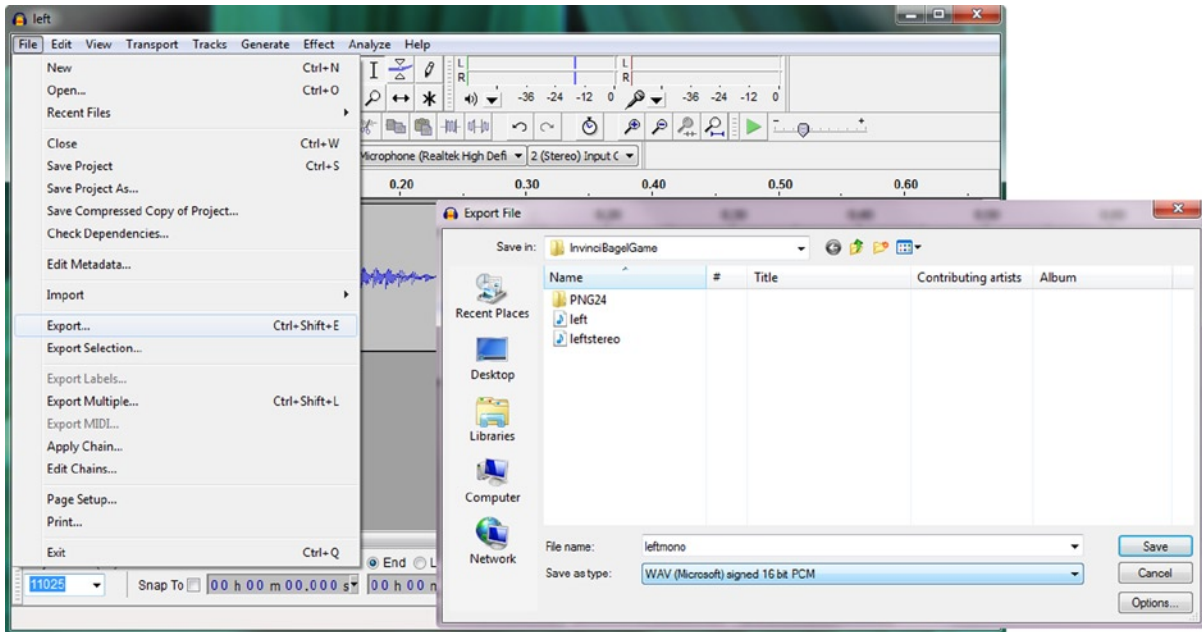 left
File Edit View Transport Tracks Generate Effect Analyze Help
New Ctrl+N
Open... Ctrl+O
Recent Files
Close Ctrl+W
Save Project Ctrl+S
Save Project As...
Save Compressed Copy of Project...
Check Dependencies...
Edit Metadata...
Import
Export... Ctrl+Shift+E
Export Selection...
Export Labels...
Export Multiple... Ctrl+Shift+L
Export MIDI...
Apply Chain...
Edit Chains...
Page Setup...
Print...
Exit Ctrl+Q
L
R
-36 -24 -12 0
L
R
-36 -24 -12 0
Microphone (Realtek High Defi 2 (Stereo) Input C
0.20 0.30 0.40 0.50 0.60
End L
11025 Snap To 00 h 00 m 00.000 s 00 h 00 m
Export File
Save in: InvinciBagelGame
Name # Title Contributing artists Album
PNG24
left
leftstereo
Recent Places
Desktop
Libraries
Computer
Network
File name: leftmono Save
Save as type: WAV (Microsoft) signed 16 bit PCM Cancel
Options...